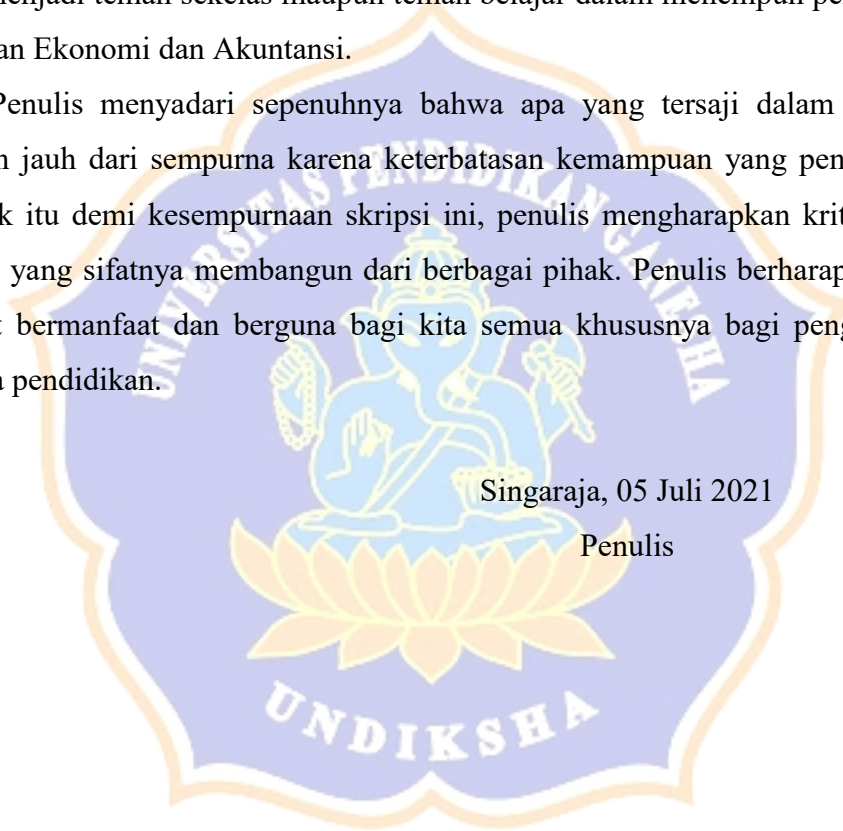 menjadi teman sekelas maupun teman belajar dalam menempuh
an Ekonomi dan Akuntansi.
Penulis menyadari sepenuhnya bahwa apa yang tersaji dalam
jauh dari sempurna karena keterbatasan kemampuan yang pen
k itu demi kesempurnaan skripsi ini, penulis mengharapkan krit
yang sifatnya membangun dari berbagai pihak. Penulis berharap
t bermanfaat dan berguna bagi kita semua khususnya bagi peng
a pendidikan.
UNIVERSITAS PENDIDIKAN GANESHA
Singaraja, 05 Juli 2021
Penulis
UNDIKSHA